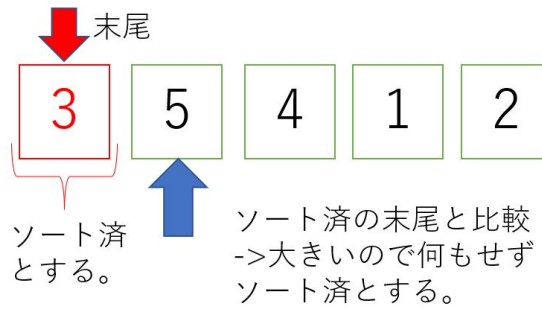 末尾
3 5 4 1 2
ソート済
とする。
ソート済の末尾と比較
->大きいので何もせず
ソート済とする。